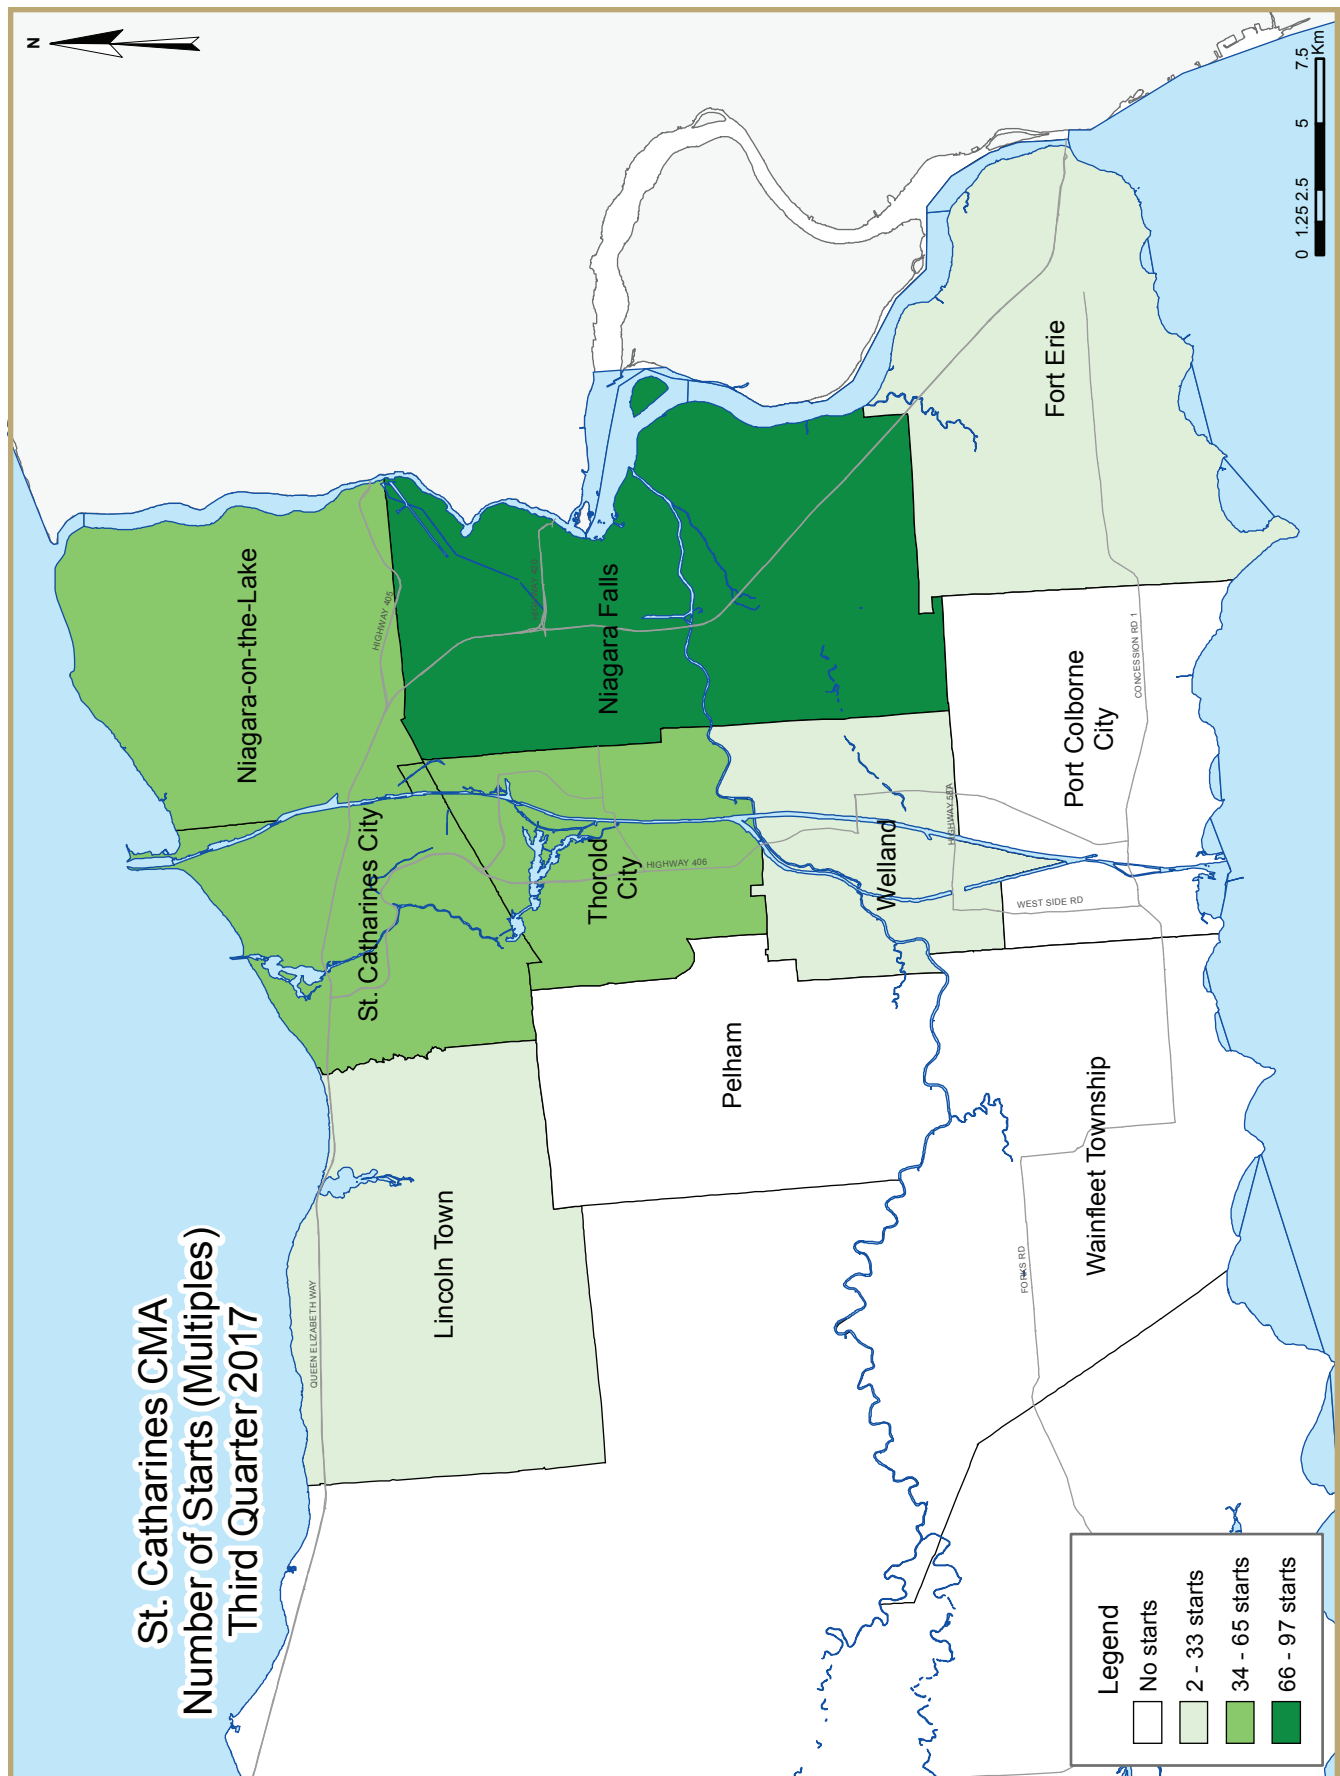 St. Catharines CMA
Number of Starts (Multiples)
Third Quarter 2017
N
Niagara-on-the-Lake
HIGHWAY 405
QUEEN ELIZABETH WAY
Lincoln Town
St. Catharines City
Niagara Falls
Thorold
City
HIGHWAY 406
Pelham
Welland
HIGHWAY 58A
Fort Erie
Port Colborne
City
CONCESSION RD 1
WEST SIDE RD
Wainfleet Township
FORKS RD
Legend
No starts
2 - 33 starts
34 - 65 starts
66 - 97 starts
0 1.25 2.5 5 7.5
Km